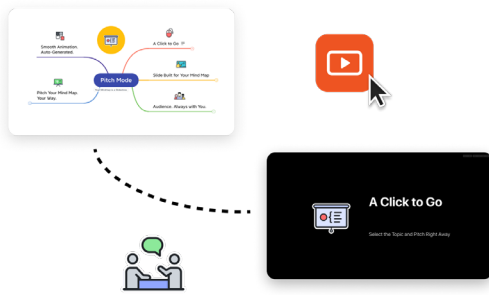 Smooth Animation.
Auto-Generated.
A Click to Go
Pitch Mode
Slide Built for Your Mind Map
Pitch Your Mind Map.
Your Way.
Audience. Always with You.
A Click to Go
Select the Topic and Pitch Right Away